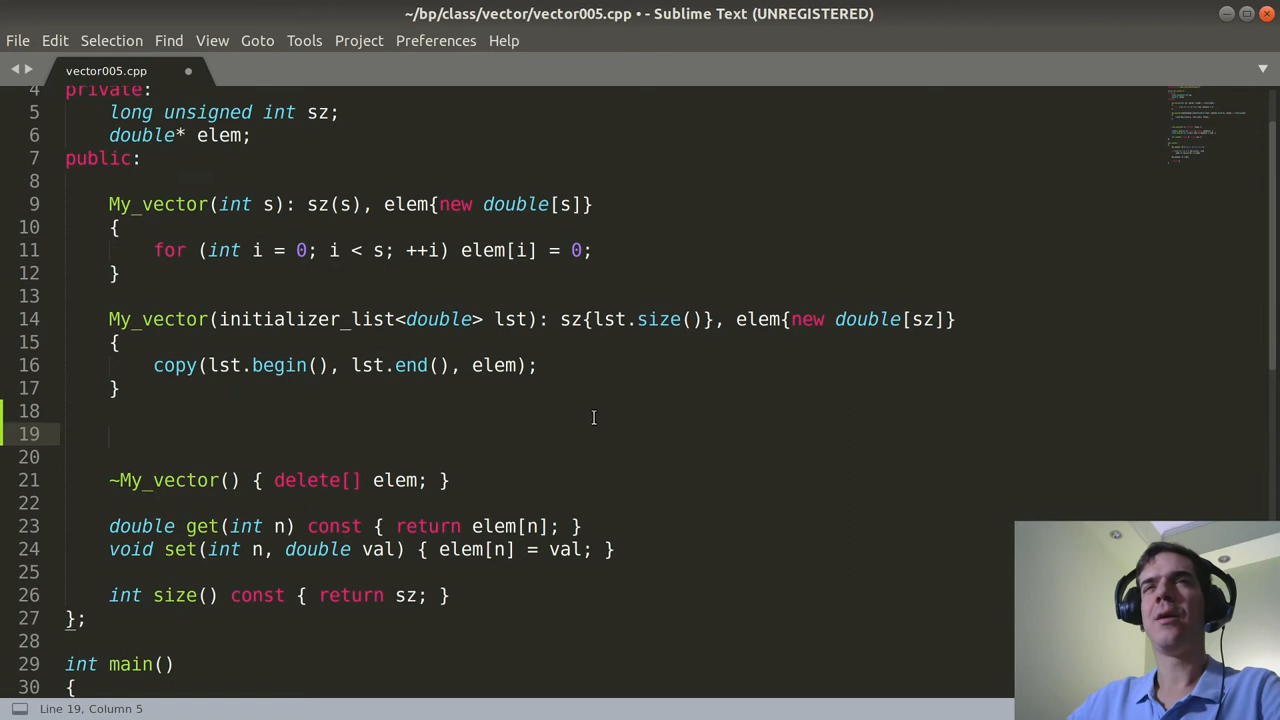 ~/bp/class/vector/vector005.cpp • - Sublime Text (UNREGISTERED)
File Edit Selection Find View Goto Tools Project Preferences Help
vector005.cpp
4 private:
5 long unsigned int sz;
6 double* elem;
7 public:
8
9 My_vector(int s): sz(s), elem{new double[s]}
10 {
11 for (int i = 0; i < s; ++i) elem[i] = 0;
12 }
13
14 My_vector(initializer_list<double> lst): sz{lst.size()}, elem{new double[sz]}
15 {
16 copy(lst.begin(), lst.end(), elem);
17 }
18
19
20
21 ~My_vector() { delete[] elem; }
22
23 double get(int n) const { return elem[n]; }
24 void set(int n, double val) { elem[n] = val; }
25
26 int size() const { return sz; }
27 };
28
29 int main()
30 {
Line 19, Column 5